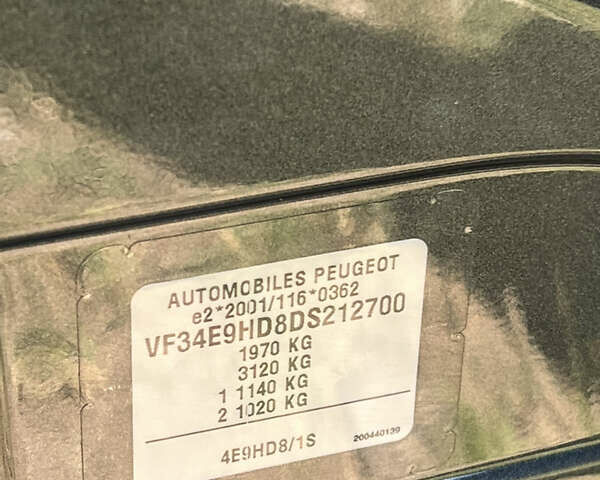 AUTOMOBILES PEUGEOT
e2*2001/116*0362
VF34E9HD8DS212700
1970 KG
3120 KG
1 1140 KG
2 1020 KG
4E9HD8/1S
200440139